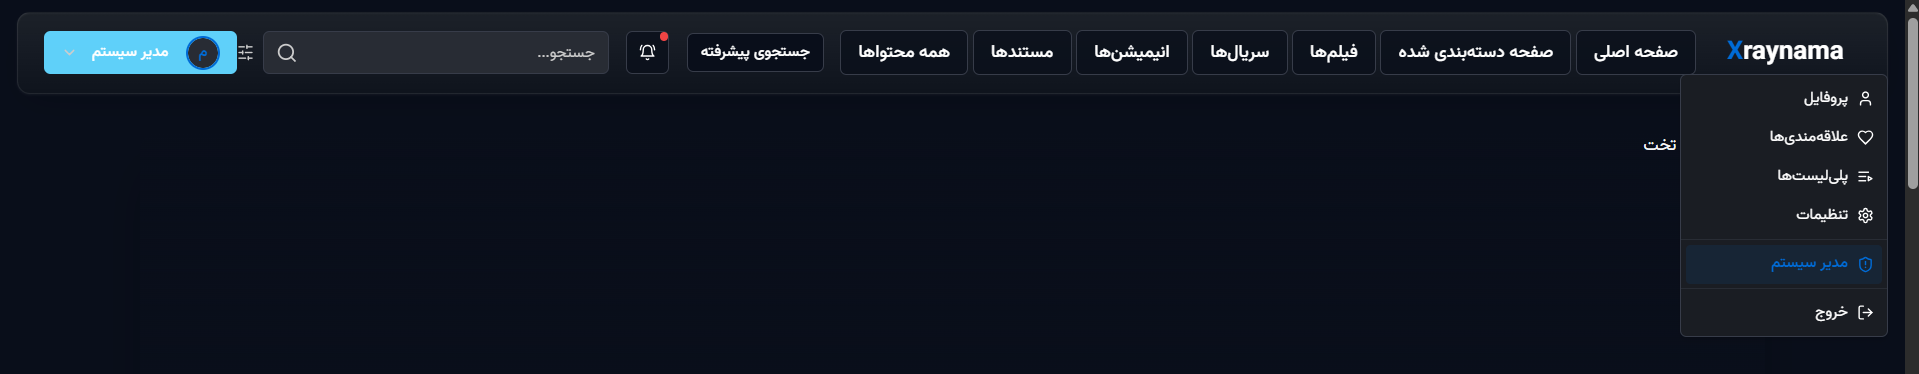 Xraynama
صفحه اصلی
صفحه دسته‌بندی شده
فیلم‌ها
سریال‌ها
انیمیشن‌ها
مستندها
همه محتواها
جستجوی پیشرفته
جستجو...
م
مدیر سیستم
پروفایل
علاقه‌مندی‌ها
پلی‌لیست‌ها
تنظیمات
مدیر سیستم
خروج
تخت